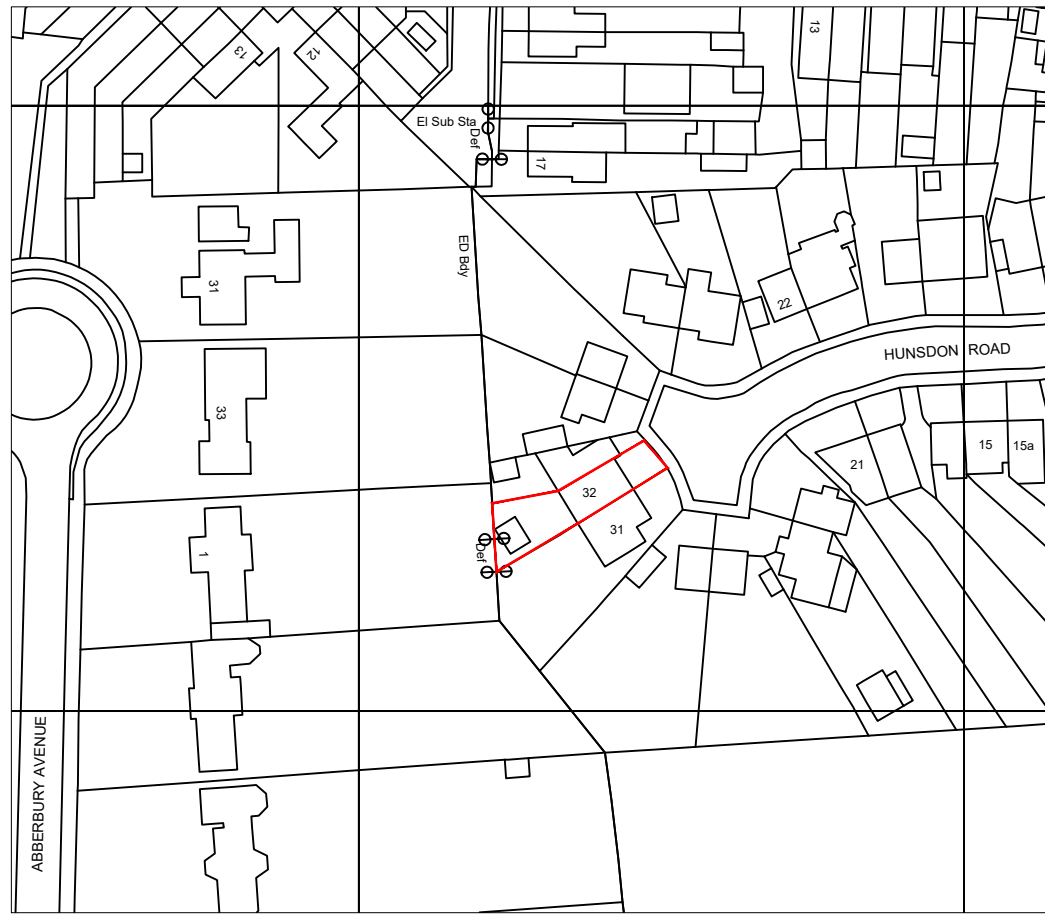 13
12
13
El Sub Sta
Def
17
ED Bdy
31
22
HUNSDON ROAD
33
21
15
15a
32
31
1
Def
ABBERBURY AVENUE